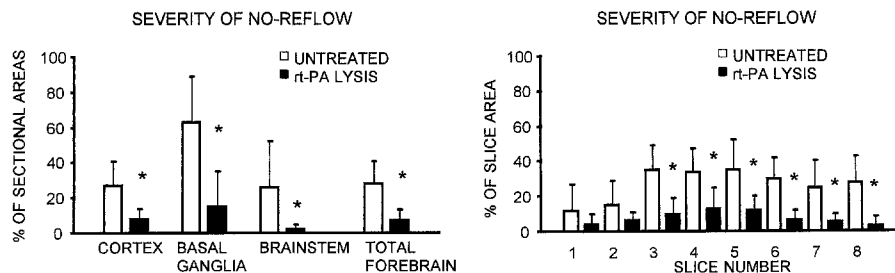 SEVERITY OF NO-REFLOW
% OF SECTIONAL AREAS
100
80
60
40
20
0
UNTREATED
rt-PA LYSIS
* * * *
CORTEX BASAL GANGLIA BRAINSTEM TOTAL FOREBRAIN
SEVERITY OF NO-REFLOW
% OF SLICE AREA
100
80
60
40
20
0
UNTREATED
rt-PA LYSIS
* * * * * *
1 2 3 4 5 6 7 8
SLICE NUMBER